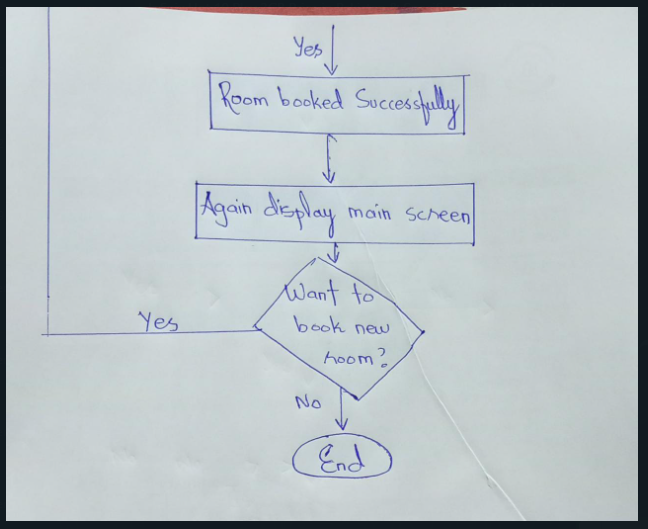 Yes
Room booked Successfully
Again display main screen
Want to
book new
room?
Yes
No
End